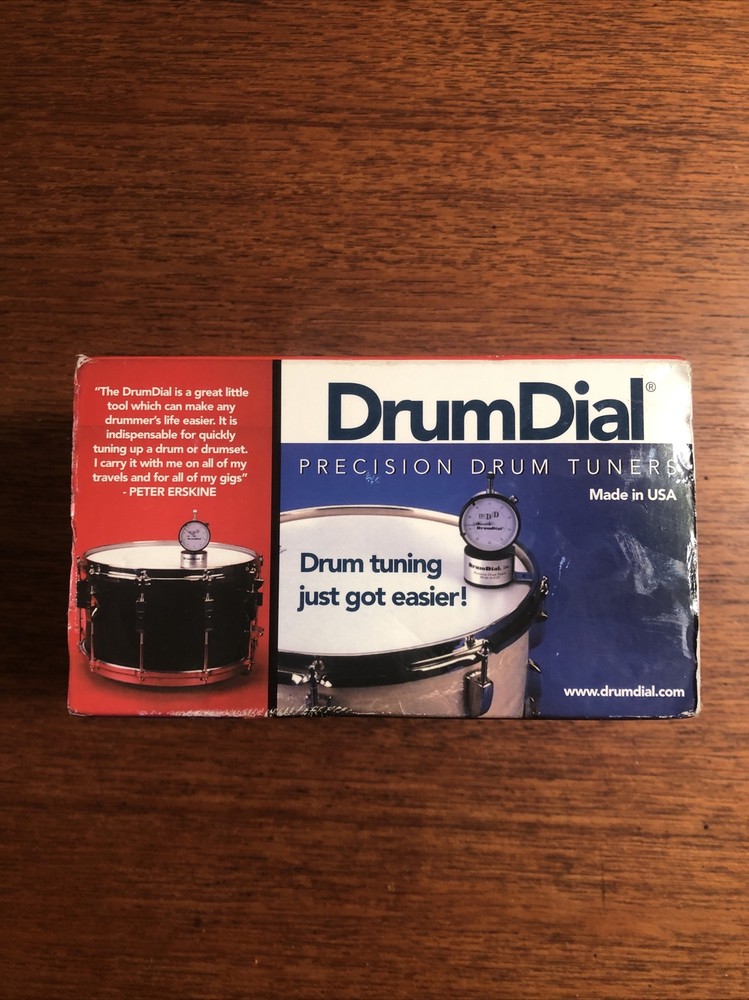 "The DrumDial is a great little
tool which can make any
drummer's life easier. It is
indispensable for quickly
tuning up a drum or drumset.
I carry it with me on all of my
travels and for all of my gigs"
- PETER ERSKINE
DrumDial®
PRECISION DRUM TUNERS
Made in USA
Drum tuning
just got easier!
DrumDial
DrumDial
www.drumdial.com